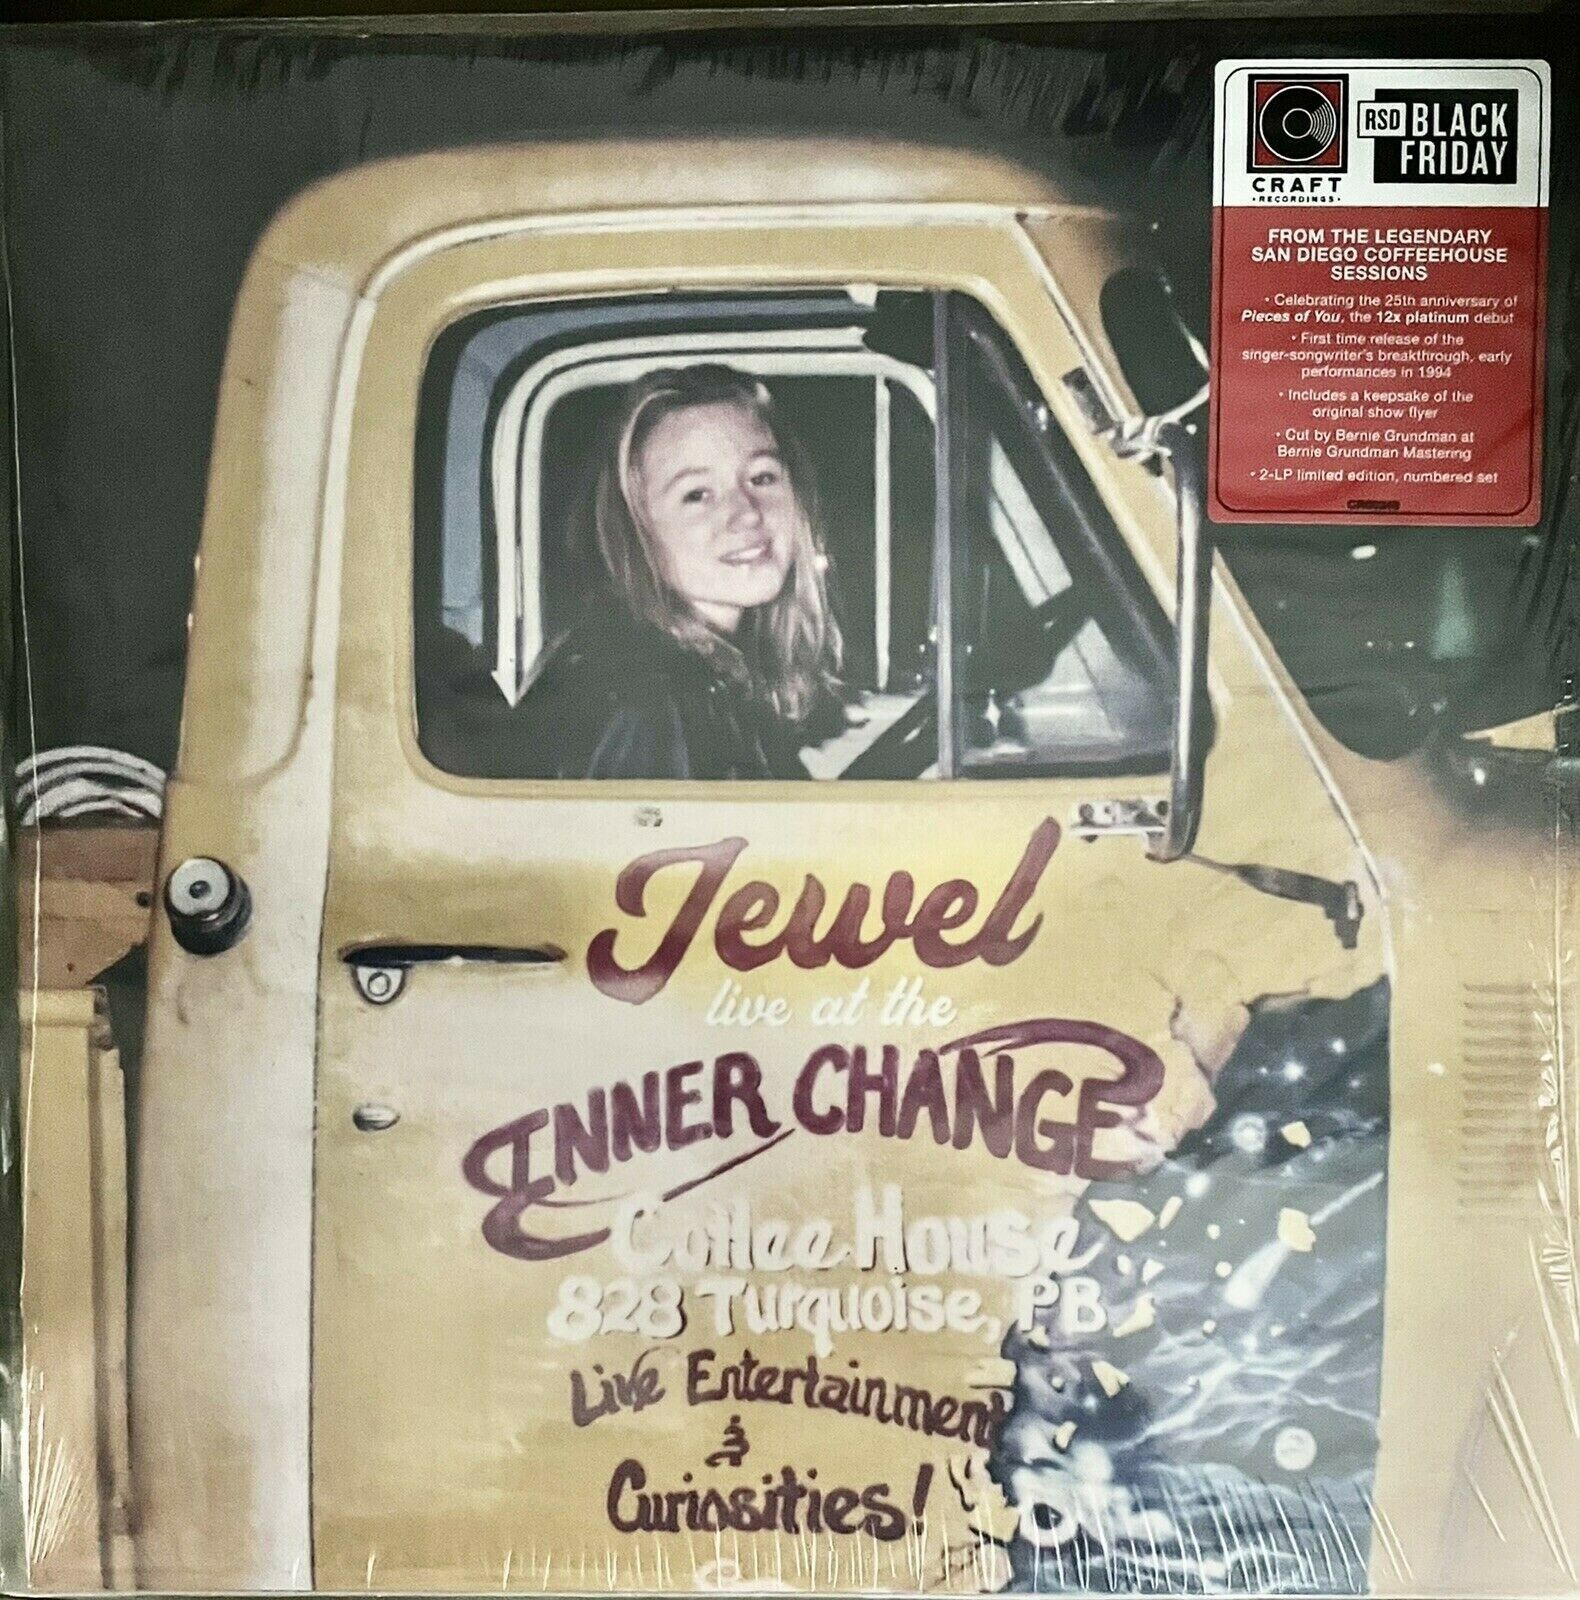 CRAFT
• RECORDINGS •
RSD BLACK
FRIDAY
FROM THE LEGENDARY
SAN DIEGO COFFEEHOUSE
SESSIONS
• Celebrating the 25th anniversary of
Pieces of You, the 12x platinum debut
• First time release of the
singer-songwriter's breakthrough, early
performances in 1994
• Includes a keepsake of the
original show flyer
• Cut by Bernie Grundman at
Bernie Grundman Mastering
• 2-LP limited edition, numbered set
Jewel
live at the
INNER CHANGE
Coffee House
828 Turquoise, PB
Live Entertainment
&
Curiosities!